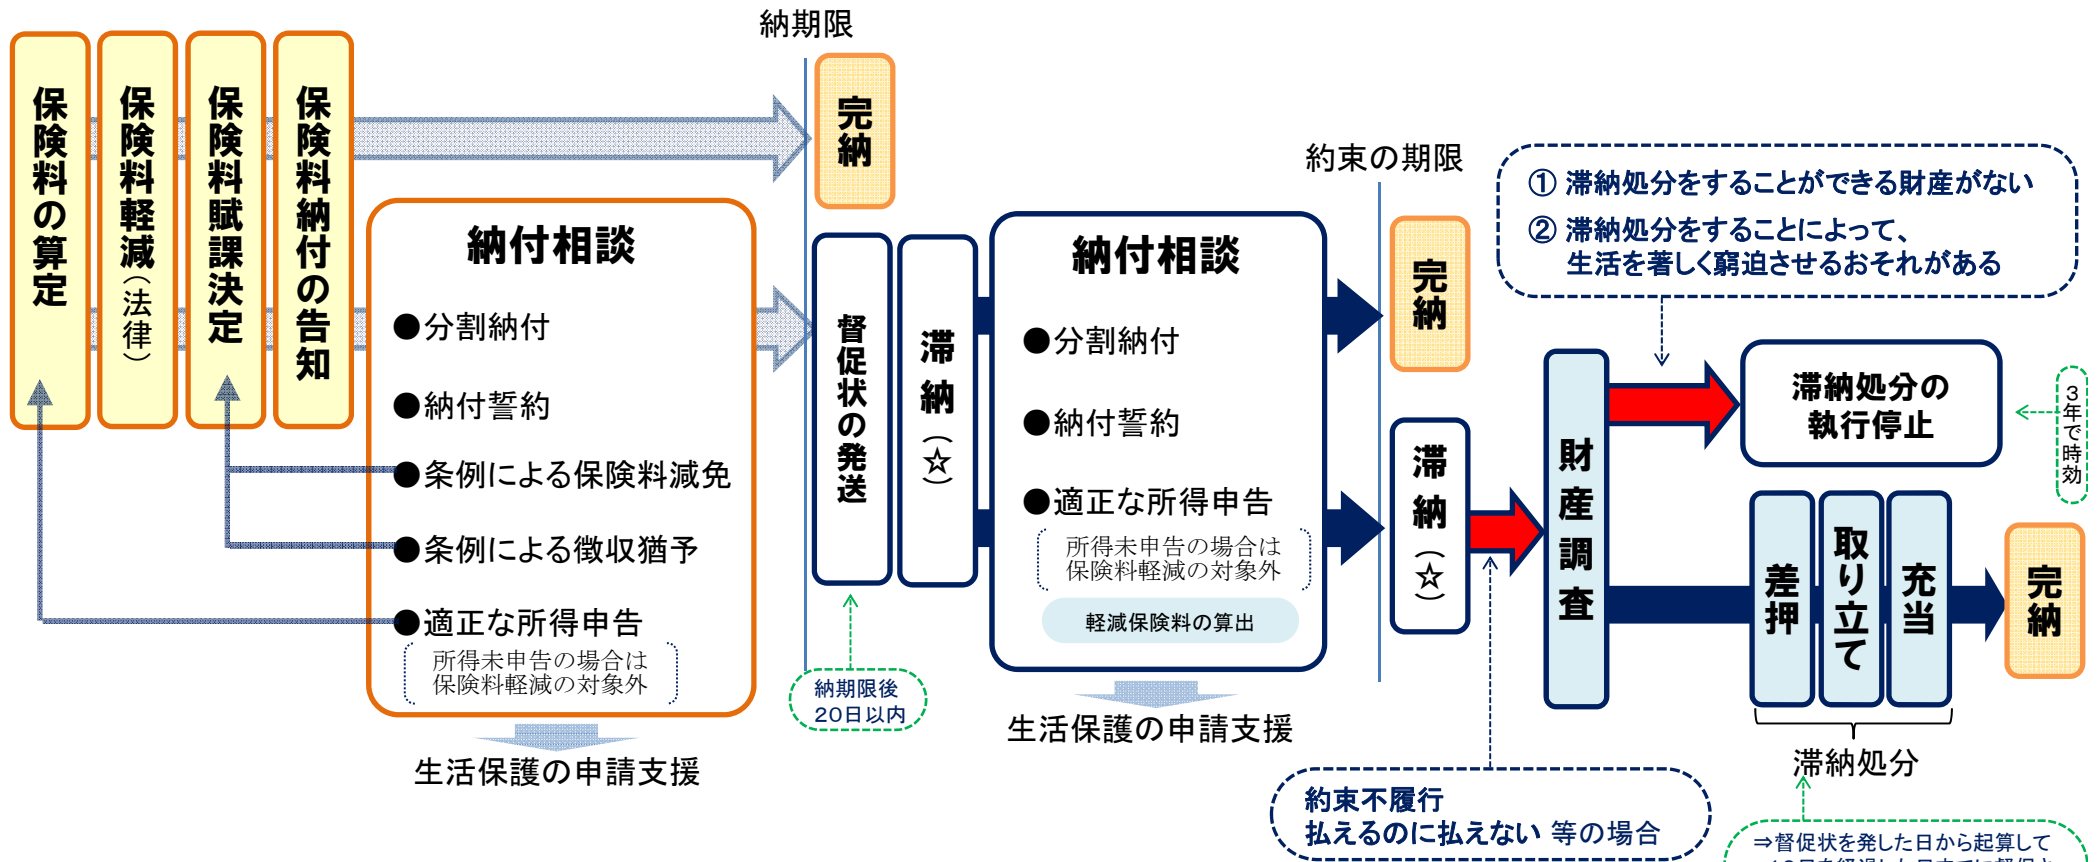 納期限
保険料の算定
保険料軽減（法律）
保険料賦課決定
保険料納付の告知
完納
納付相談
●分割納付
●納付誓約
●条例による保険料減免
●条例による徴収猶予
●適正な所得申告
所得未申告の場合は
保険料軽減の対象外
生活保護の申請支援
督促状の発送
納期限後
20日以内
滞納（☆）
納付相談
●分割納付
●納付誓約
●適正な所得申告
所得未申告の場合は
保険料軽減の対象外
軽減保険料の算出
生活保護の申請支援
約束の期限
完納
滞納（☆）
約束不履行
払えるのに払えない 等の場合
財産調査
① 滞納処分をすることができる財産がない
② 滞納処分をすることによって、
生活を著しく窮迫させるおそれがある
滞納処分の
執行停止
3年で時効
差押
取り立て
充当
完納
滞納処分
⇒督促状を発した日から起算して